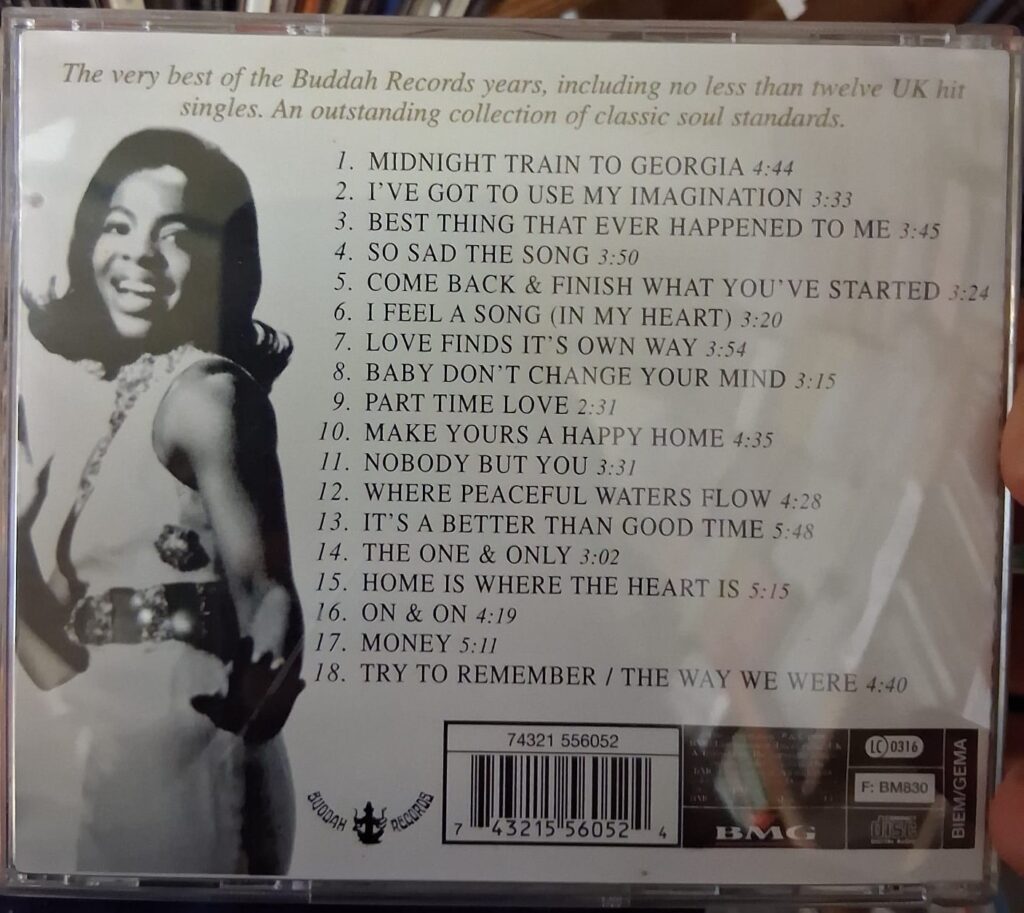 The very best of the Buddah Records years, including no less than twelve UK hit
singles. An outstanding collection of classic soul standards.
1. MIDNIGHT TRAIN TO GEORGIA 4:44
2. I'VE GOT TO USE MY IMAGINATION 3:33
3. BEST THING THAT EVER HAPPENED TO ME 3:45
4. SO SAD THE SONG 3:50
5. COME BACK & FINISH WHAT YOU'VE STARTED 3:24
6. I FEEL A SONG (IN MY HEART) 3:20
7. LOVE FINDS IT'S OWN WAY 3:54
8. BABY DON'T CHANGE YOUR MIND 3:15
9. PART TIME LOVE 2:31
10. MAKE YOURS A HAPPY HOME 4:35
11. NOBODY BUT YOU 3:31
12. WHERE PEACEFUL WATERS FLOW 4:28
13. IT'S A BETTER THAN GOOD TIME 5:48
14. THE ONE & ONLY 3:02
15. HOME IS WHERE THE HEART IS 5:15
16. ON & ON 4:19
17. MONEY 5:11
18. TRY TO REMEMBER / THE WAY WE WERE 4:40
BUDDAH RECORDS
74321 556052
7 43215 56052 4
BMG
LC 0316
F: BM830
disc
BIEM/GEMA